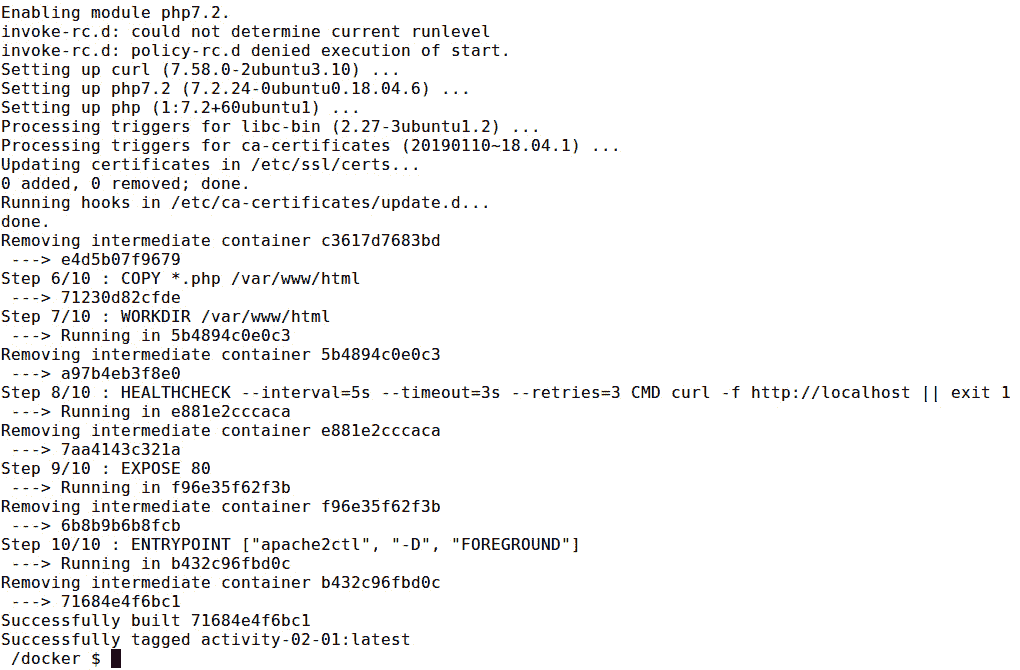 Enabling module php7.2.
invoke-rc.d: could not determine current runlevel
invoke-rc.d: policy-rc.d denied execution of start.
Setting up curl (7.58.0-2ubuntu3.10) ...
Setting up php7.2 (7.2.24-0ubuntu0.18.04.6) ...
Setting up php (1:7.2+60ubuntu1) ...
Processing triggers for libc-bin (2.27-3ubuntu1.2) ...
Processing triggers for ca-certificates (20190110~18.04.1) ...
Updating certificates in /etc/ssl/certs...
0 added, 0 removed; done.
Running hooks in /etc/ca-certificates/update.d...
done.
Removing intermediate container c3617d7683bd
 ---> e4d5b07f9679
Step 6/10 : COPY *.php /var/www/html
 ---> 71230d82cfde
Step 7/10 : WORKDIR /var/www/html
 ---> Running in 5b4894c0e0c3
Removing intermediate container 5b4894c0e0c3
 ---> a97b4eb3f8e0
Step 8/10 : HEALTHCHECK --interval=5s --timeout=3s --retries=3 CMD curl -f http://localhost || exit 1
 ---> Running in e881e2cccaca
Removing intermediate container e881e2cccaca
 ---> 7aa4143c321a
Step 9/10 : EXPOSE 80
 ---> Running in f96e35f62f3b
Removing intermediate container f96e35f62f3b
 ---> 6b8b9b6b8fcb
Step 10/10 : ENTRYPOINT ["apache2ctl", "-D", "FOREGROUND"]
 ---> Running in b432c96fbd0c
Removing intermediate container b432c96fbd0c
 ---> 71684e4f6bc1
Successfully built 71684e4f6bc1
Successfully tagged activity-02-01:latest
 /docker $